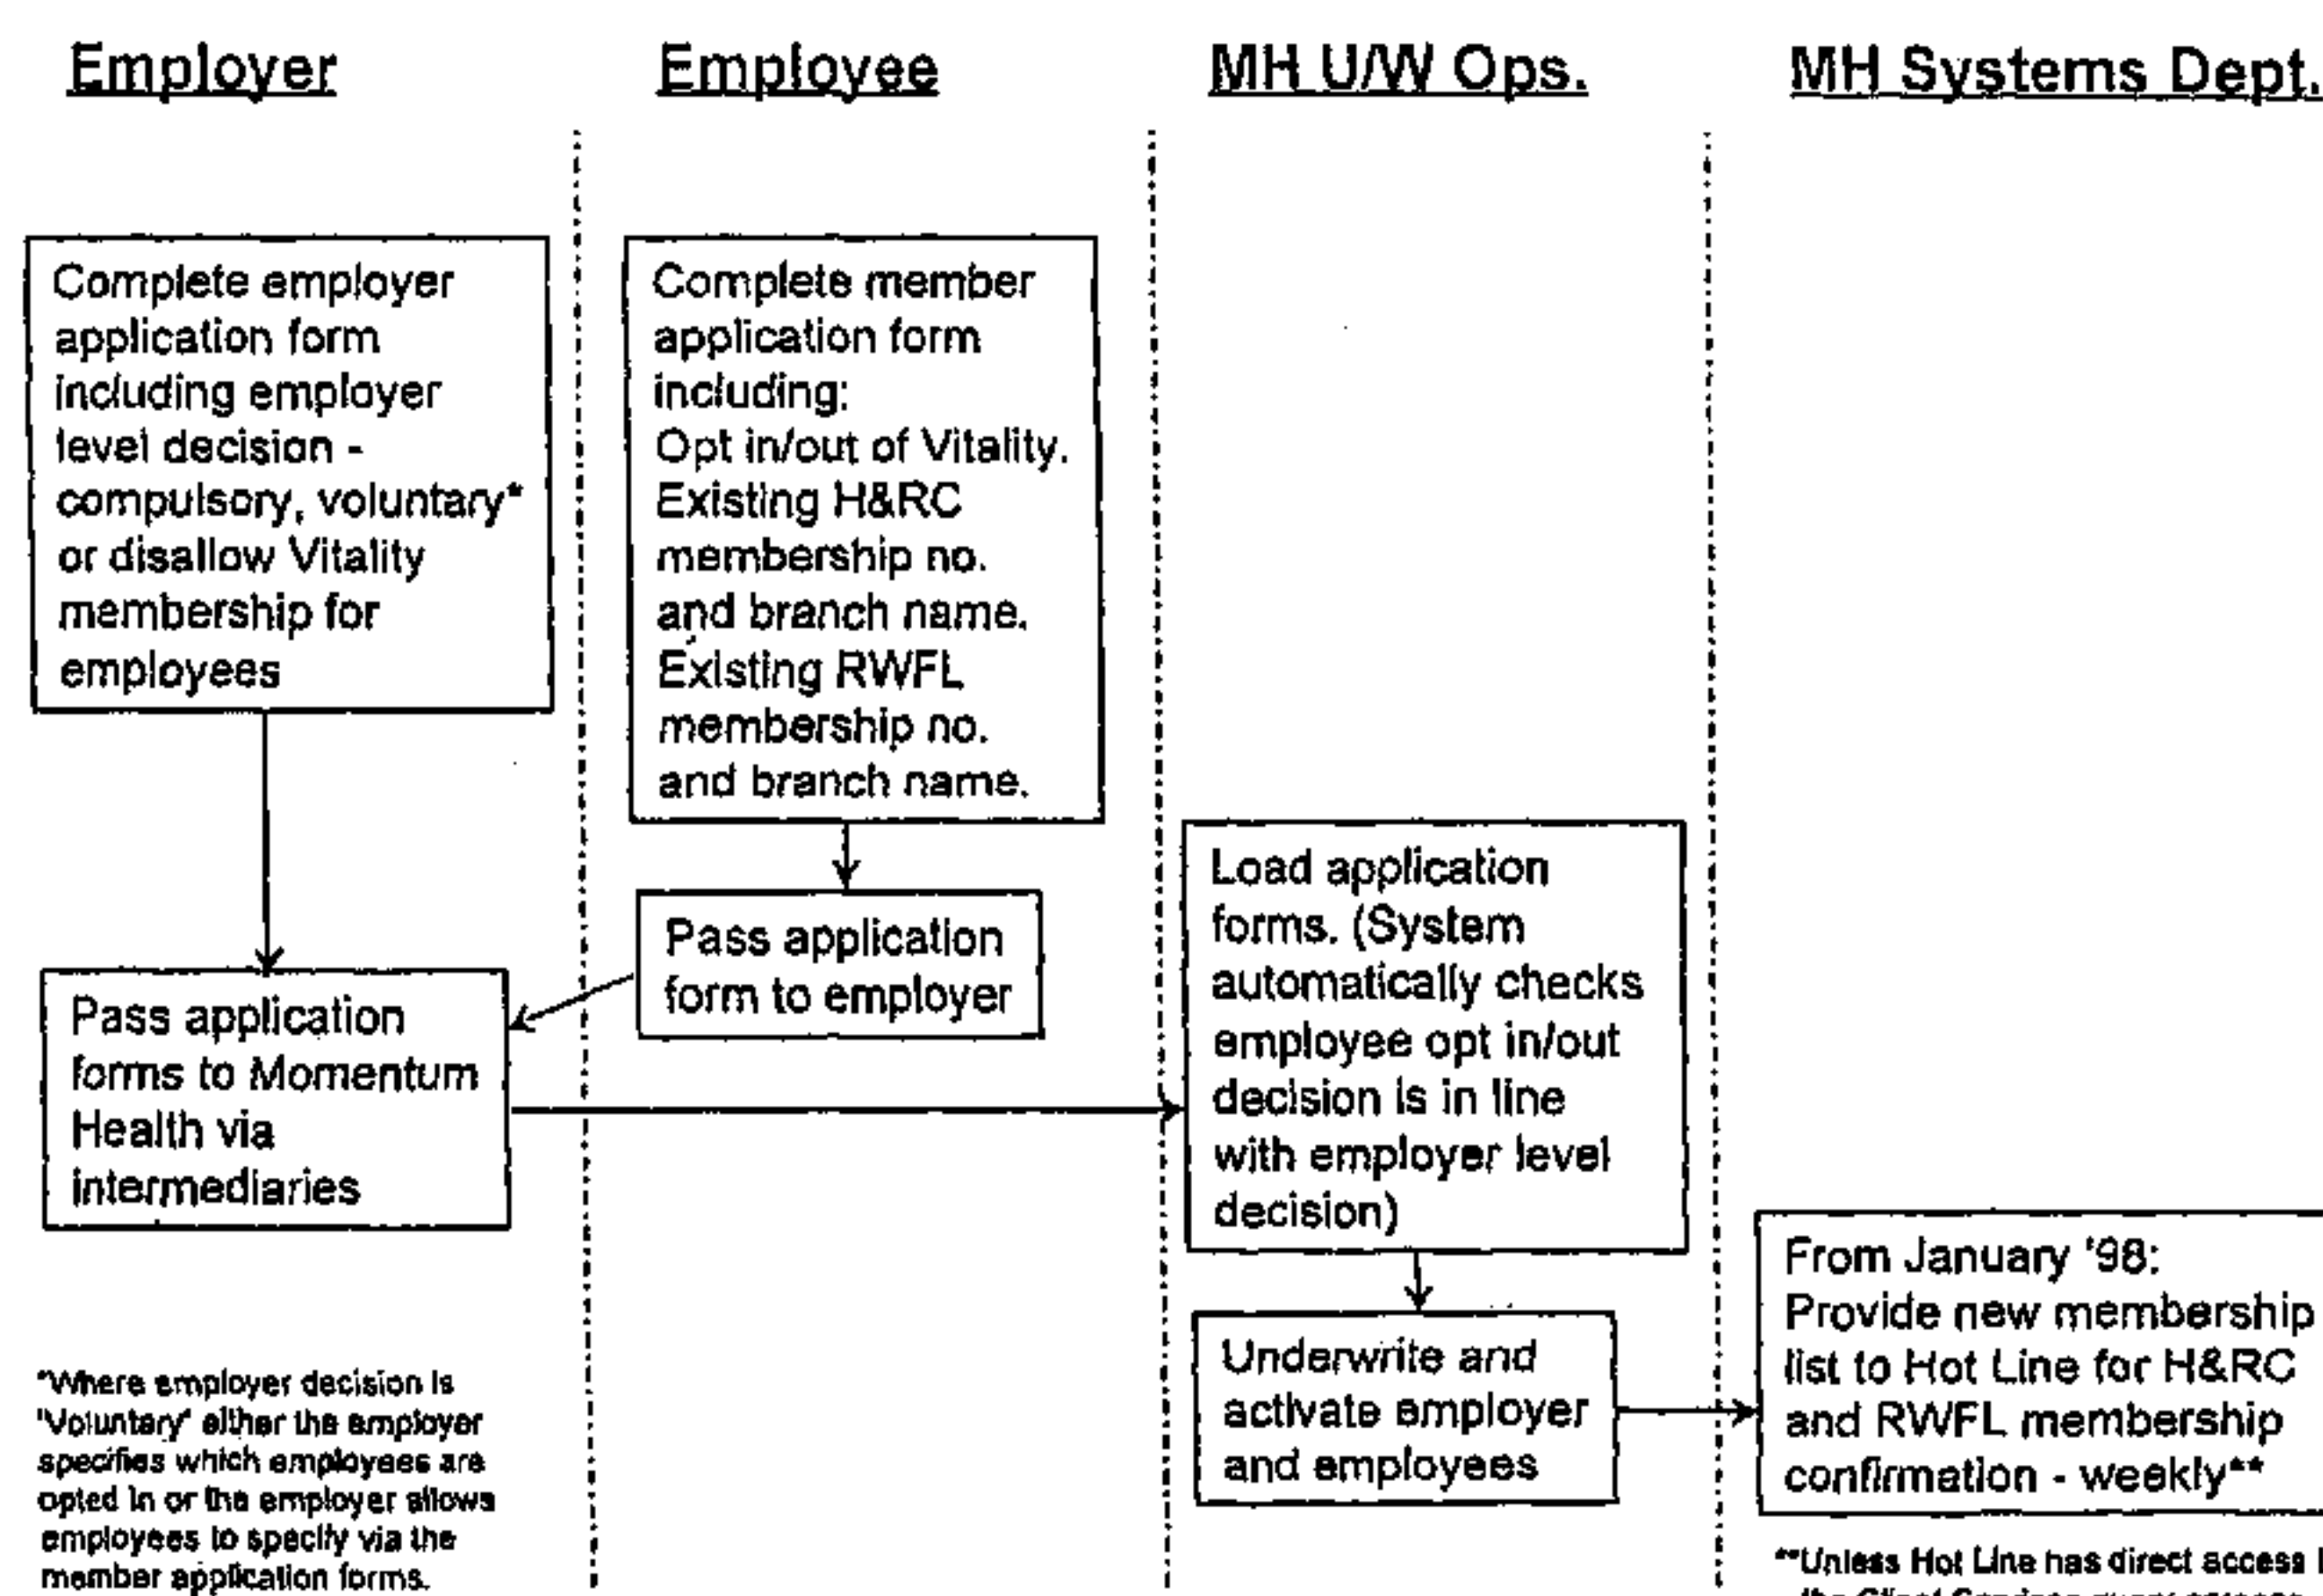 Employer
Employee
MH U/W Ops.
MH Systems Dept.
Complete employer
application form
including employer
level decision -
compulsory, voluntary*
or disallow Vitality
membership for
employees
Complete member
application form
including:
Opt in/out of Vitality.
Existing H&RC
membership no.
and branch name.
Existing RWFL
membership no.
and branch name.
Pass application
form to employer
Pass application
forms to Momentum
Health via
intermediaries
Load application
forms. (System
automatically checks
employee opt in/out
decision is in line
with employer level
decision)
Underwrite and
activate employer
and employees
From January '98:
Provide new membership
list to Hot Line for H&RC
and RWFL membership
confirmation - weekly**
*Where employer decision is
'Voluntary' either the employer
specifies which employees are
opted in or the employer allows
employees to specify via the
member application forms.
**Unless Hot Line has direct access
the Client Services query